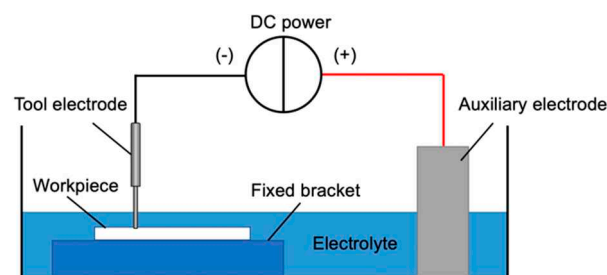 DC power
(-)
(+)
Tool electrode
Auxiliary electrode
Workpiece
Fixed bracket
Electrolyte